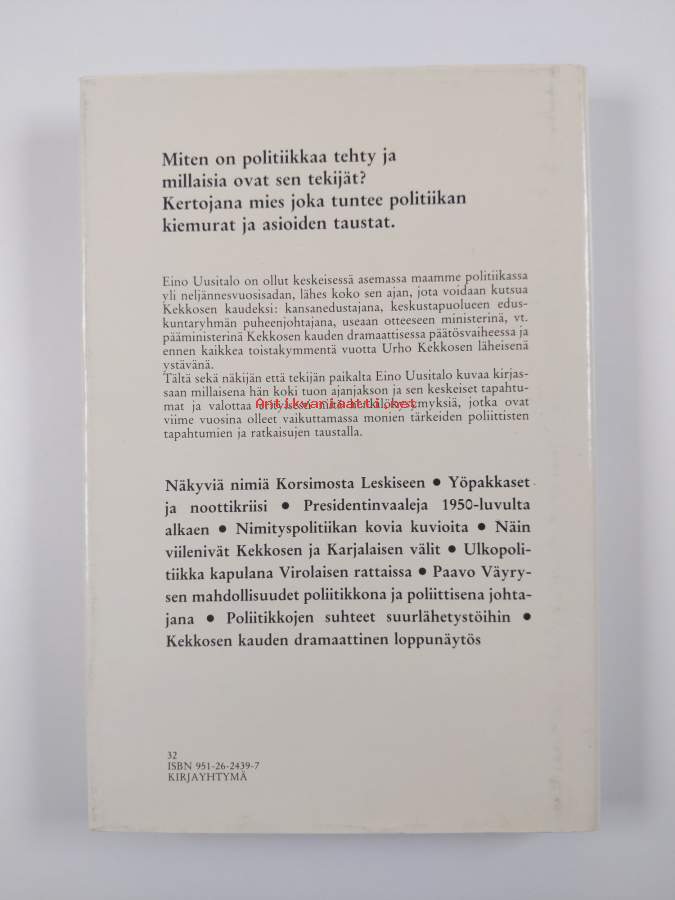 Miten on politiikkaa tehty ja
millaisia ovat sen tekijät?
Kertojana mies joka tuntee politiikan
kiemurat ja asioiden taustat.
Eino Uusitalo on ollut keskeisessä asemassa maamme politiikassa
yli neljännesvuosisadan, lähes koko sen ajan, jota voidaan kutsua
Kekkosen kaudeksi: kansanedustajana, keskustapuolueen edus-
kuntaryhmän puheenjohtajana, useaan otteeseen ministerinä, vt.
pääministerinä Kekkosen kauden dramaattisessa päätösvaiheessa ja
ennen kaikkea toistakymmentä vuotta Urho Kekkosen läheisenä
ystävänä.
Tältä sekä näkijän että tekijän paikalta Eino Uusitalo kuvaa kirjas-
saan millaisena hän koki tuon ajanjakson ja sen keskeiset tapahtu-
mat ja valottaa erityisesti niitä henkilökysymyksiä, jotka ovat
Antikvariaatti.net
viime vuosina olleet vaikuttamassa monien tärkeiden poliittisten
tapahtumien ja ratkaisujen taustalla.
Näkyviä nimiä Korsimosta Leskiseen • Yöpakkaset
ja noottikriisi • Presidentinvaaleja 1950-luvulta
alkaen • Nimityspolitiikan kovia kuvioita • Näin
viilenivät Kekkosen ja Karjalaisen välit • Ulkopoli-
tiikka kapulana Virolaisen rattaissa • Paavo Väyry-
sen mahdollisuudet poliitikkona ja poliittisena johta-
jana • Poliitikkojen suhteet suurlähetystöihin •
Kekkosen kauden dramaattinen loppunäytös
32
ISBN 951-26-2439-7
KIRJAYHTYMÄ